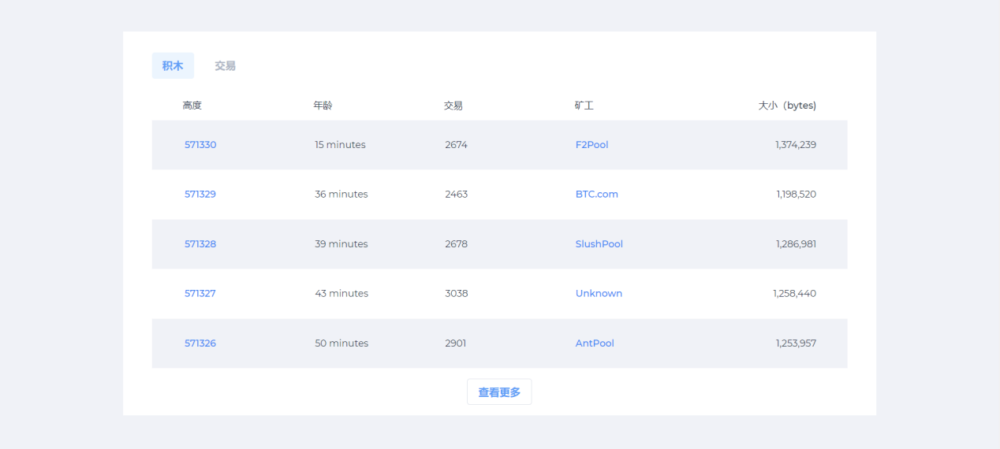 积木 交易
高度 年龄 交易 矿工 大小（bytes)
571330 15 minutes 2674 F2Pool 1,374,239
571329 36 minutes 2463 BTC.com 1,198,520
571328 39 minutes 2678 SlushPool 1,286,981
571327 43 minutes 3038 Unknown 1,258,440
571326 50 minutes 2901 AntPool 1,253,957
查看更多